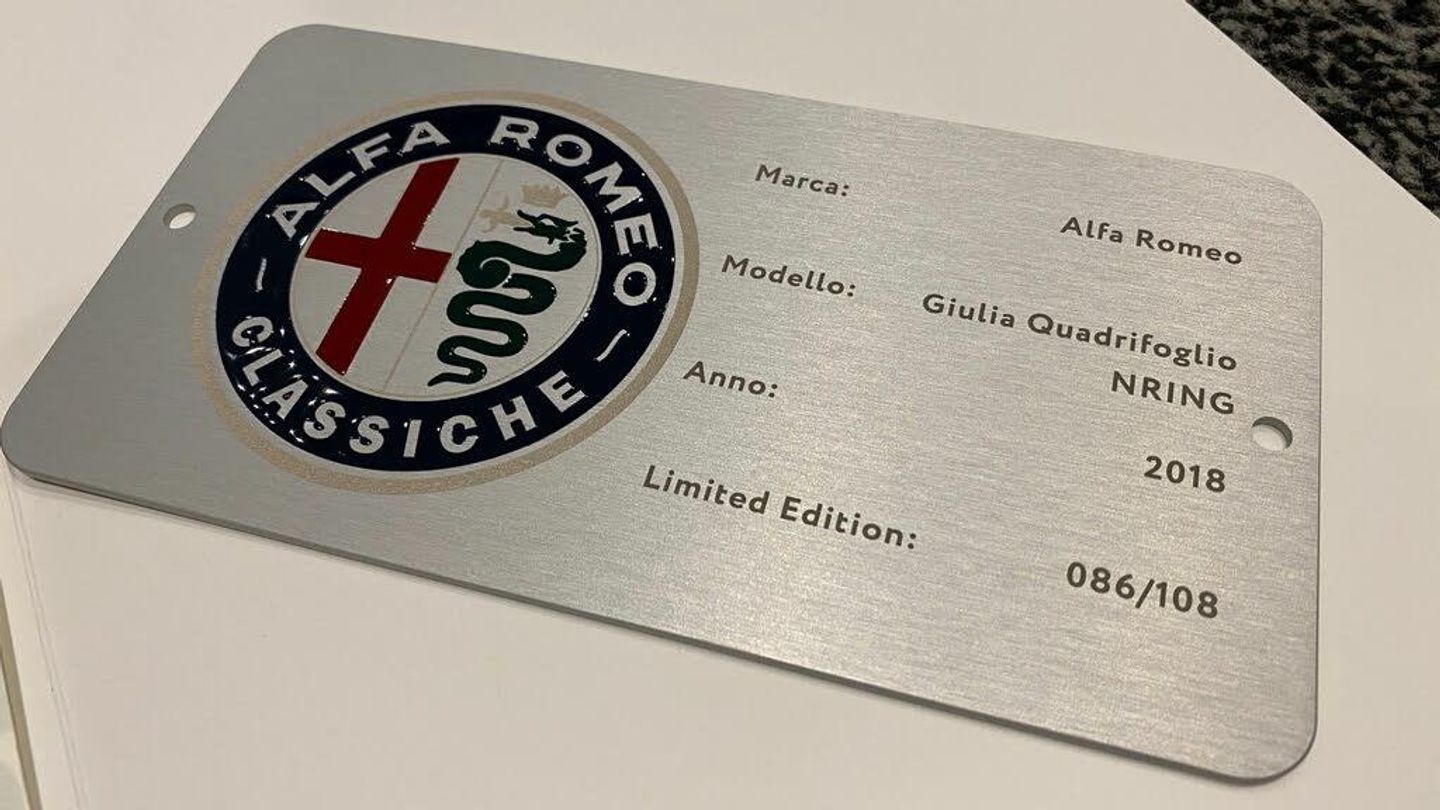 ALFA ROMEO
CLASSICHE
Marca:
Alfa Romeo
Modello:
Giulia Quadrifoglio
NRING
Anno:
2018
Limited Edition:
086/108